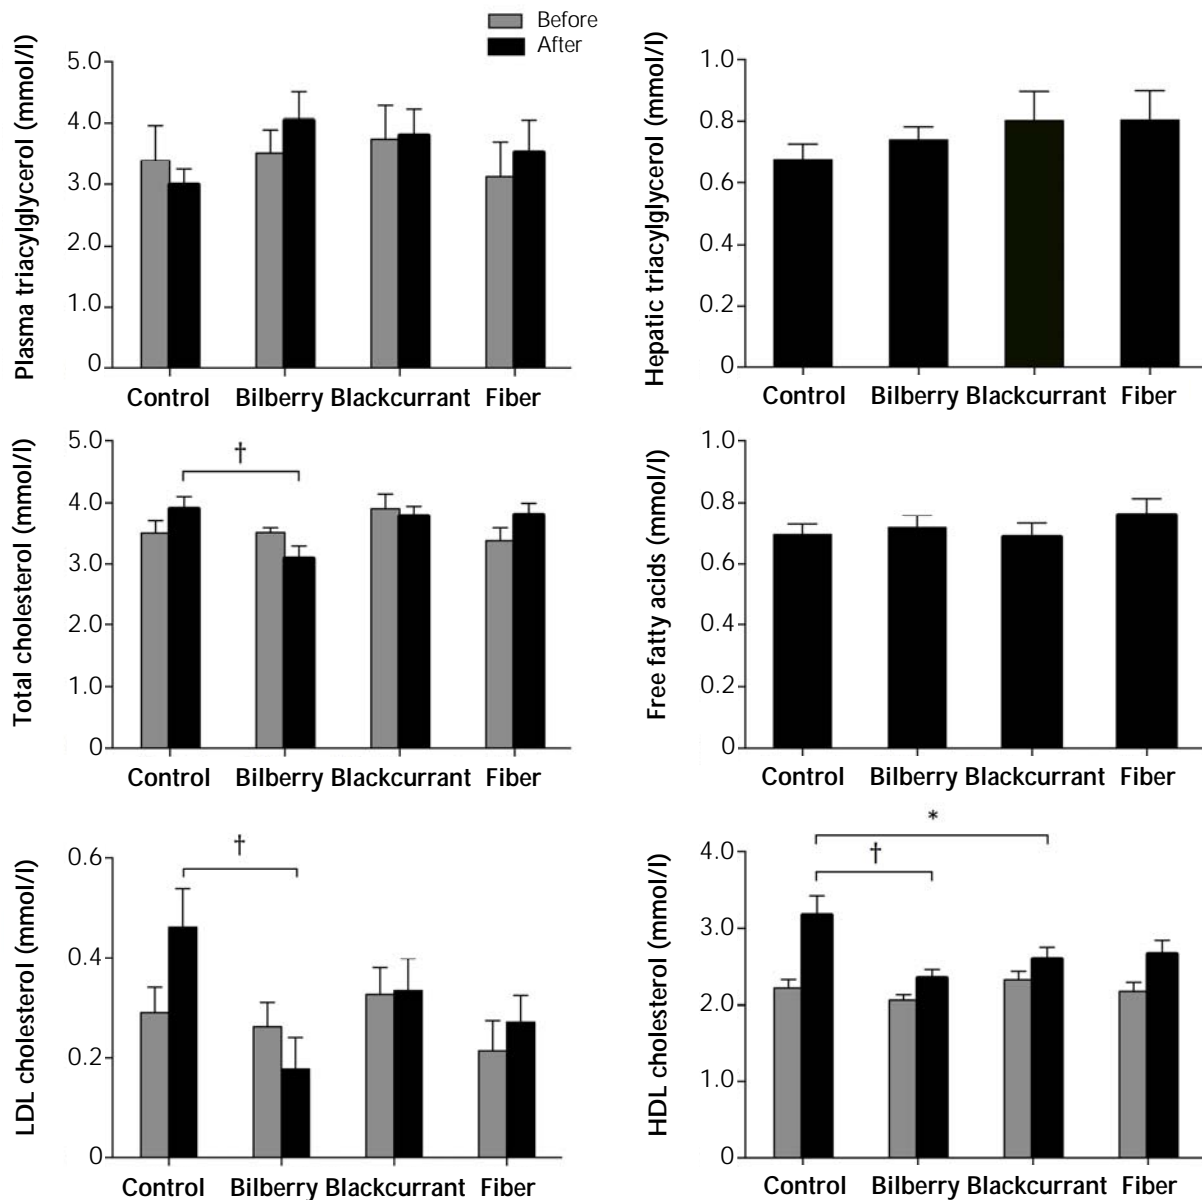 Before
After
Plasma triacylglycerol (mmol/l)
5.0
4.0
3.0
2.0
1.0
0
Control Bilberry Blackcurrant Fiber
Hepatic triacylglycerol (mmol/l)
1.0
0.8
0.6
0.4
0.2
0
Control Bilberry Blackcurrant Fiber
Total cholesterol (mmol/l)
5.0
4.0
3.0
2.0
1.0
0
†
Control Bilberry Blackcurrant Fiber
Free fatty acids (mmol/l)
1.0
0.8
0.6
0.4
0.2
0
Control Bilberry Blackcurrant Fiber
LDL cholesterol (mmol/l)
0.6
0.4
0.2
0
†
Control Bilberry Blackcurrant Fiber
HDL cholesterol (mmol/l)
4.0
3.0
2.0
1.0
0
*
†
Control Bilberry Blackcurrant Fiber